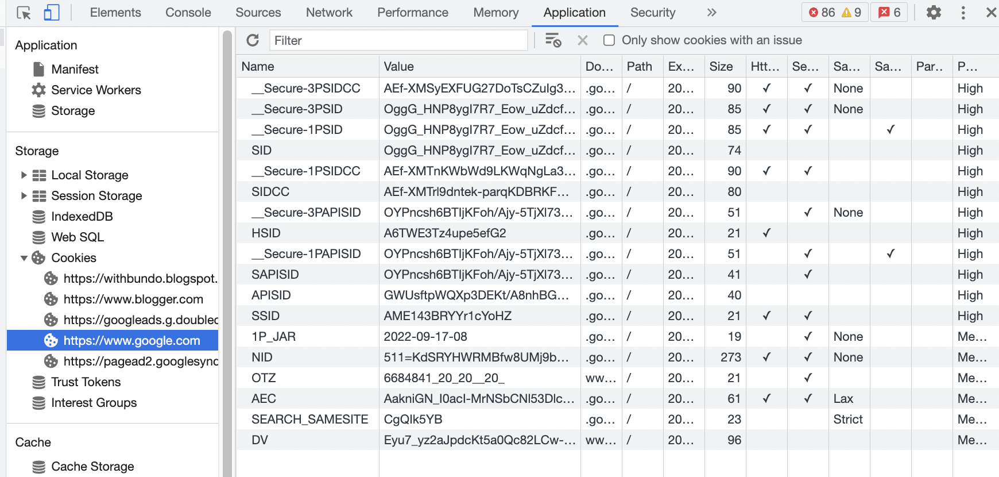 Elements Console Sources Network Performance Memory Application Security » 86 9 6
Application
Manifest
Service Workers
Storage
Storage
Local Storage
Session Storage
IndexedDB
Web SQL
Cookies
https://withbundo.blogspot.
https://www.blogger.com
https://googleads.g.doublec
https://www.google.com
https://pagead2.googlesync
Trust Tokens
Interest Groups
Cache
Cache Storage
Filter Only show cookies with an issue
Name Value Do... Path Ex... Size Htt... Se... Sa... Sa... Par.. P...
__Secure-3PSIDCC AEf-XMSyEXFUG27DoTsCZuIg3... .go... / 20... 90 ✓ ✓ None High
__Secure-3PSID OggG_HNP8ygI7R7_Eow_uZdcf... .go... / 20... 85 ✓ ✓ None High
__Secure-1PSID OggG_HNP8ygI7R7_Eow_uZdcf... .go... / 20... 85 ✓ ✓ ✓ High
SID OggG_HNP8ygI7R7_Eow_uZdcf... .go... / 20... 74 High
__Secure-1PSIDCC AEf-XMTnKWbWd9LKWqNgLa3... .go... / 20... 90 ✓ ✓ High
SIDCC AEf-XMTrl9dntek-parqKDBRKF... .go... / 20... 80 High
__Secure-3PAPISID OYPncsh6BTIjKFoh/Ajy-5TjXl73... .go... / 20... 51 ✓ None High
HSID A6TWE3Tz4upe5efG2 .go... / 20... 21 ✓ High
__Secure-1PAPISID OYPncsh6BTIjKFoh/Ajy-5TjXl73... .go... / 20... 51 ✓ ✓ High
SAPISID OYPncsh6BTIjKFoh/Ajy-5TjXl73... .go... / 20... 41 ✓ High
APISID GWUsftpWQXp3DEKt/A8nhBG... .go... / 20... 40 High
SSID AME143BRYYr1cYoHZ .go... / 20... 21 ✓ ✓ High
1P_JAR 2022-09-17-08 .go... / 20... 19 ✓ None Me...
NID 511=KdSRYHWRMBfw8UMj9b... .go... / 20... 273 ✓ ✓ None Me...
OTZ 6684841_20_20__20_ ww... / 20... 21 ✓ Me...
AEC AakniGN_I0acI-MrNSbCNl53Dlc... .go... / 20... 61 ✓ ✓ Lax Me...
SEARCH_SAMESITE CgQIk5YB .go... / 20... 23 Strict Me...
DV Eyu7_yz2aJpdcKt5a0Qc82LCw-... ww... / 20... 96 Me...